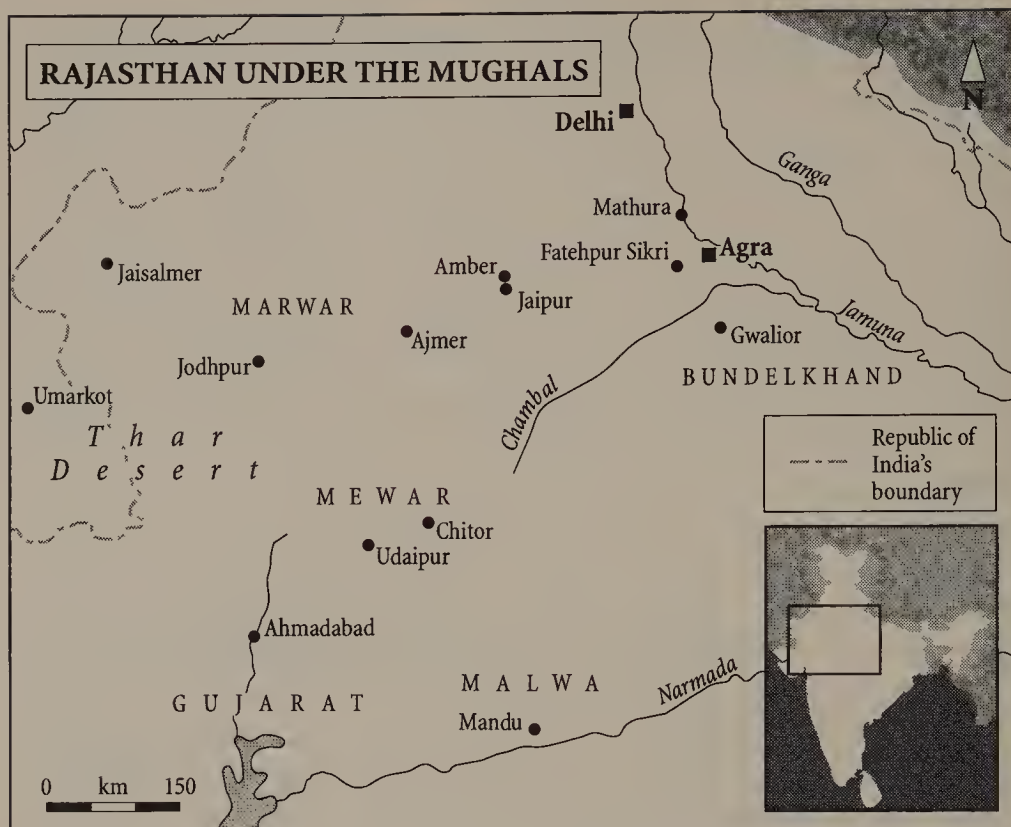 RAJASTHAN UNDER THE MUGHALS
N
Delhi
Ganga
Mathura
Fatehpur Sikri
Agra
Jaisalmer
Amber
Jaipur
MARWAR
Jamuna
Ajmer
Gwalior
Jodhpur
BUNDELKHAND
Umarkot
Chambal
Thar
Desert
Republic of
India's
boundary
MEWAR
Chitor
Udaipur
Ahmadabad
MALWA
Narmada
GUJARAT
Mandu
0 km 150